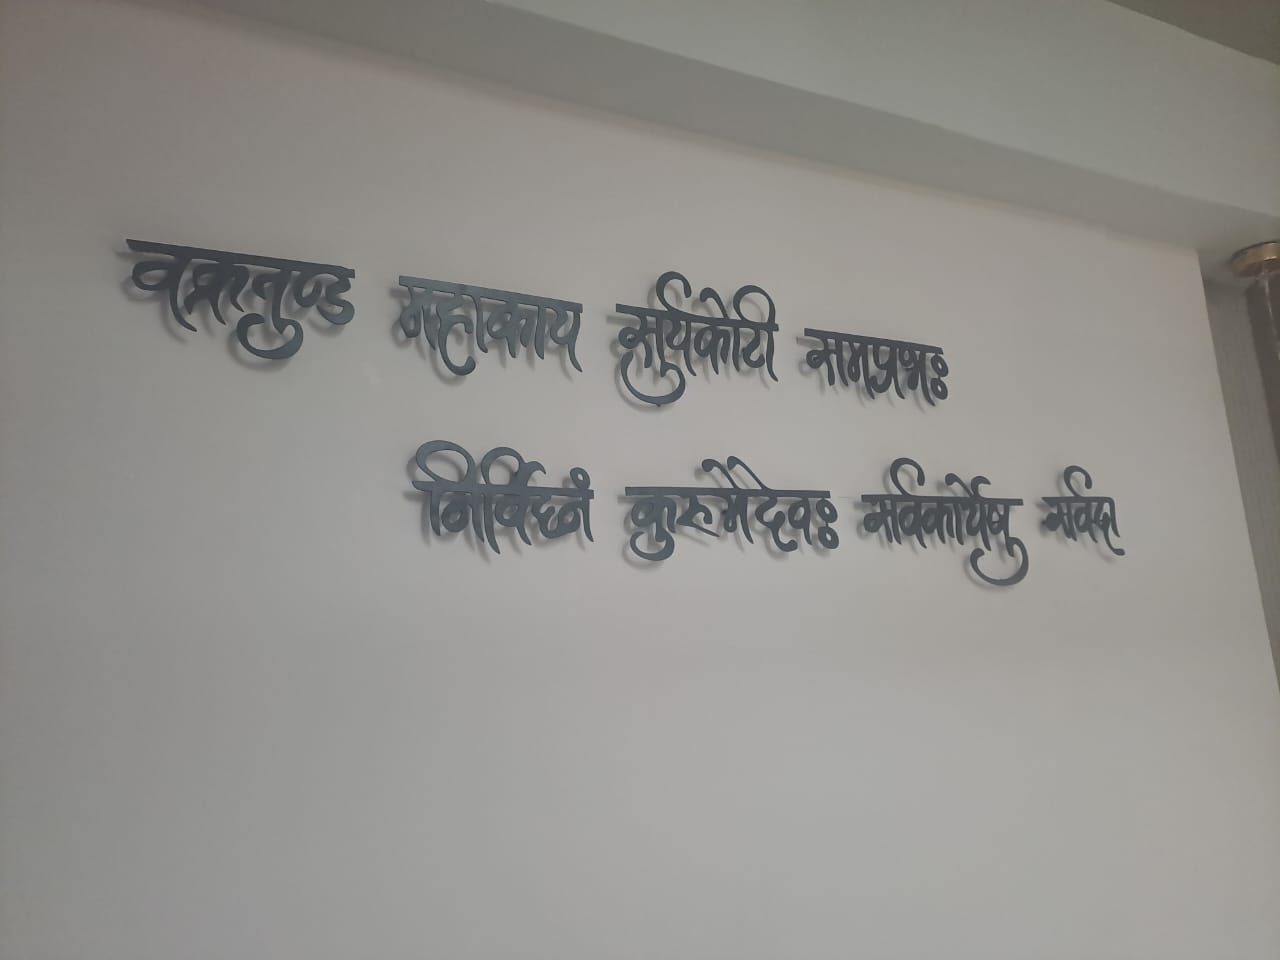 वक्रतुण्ड महाकाय सुर्यकोटी समप्रभः
निर्विघ्नं कुरुमेदेवः सर्वकार्येषु सर्वदा